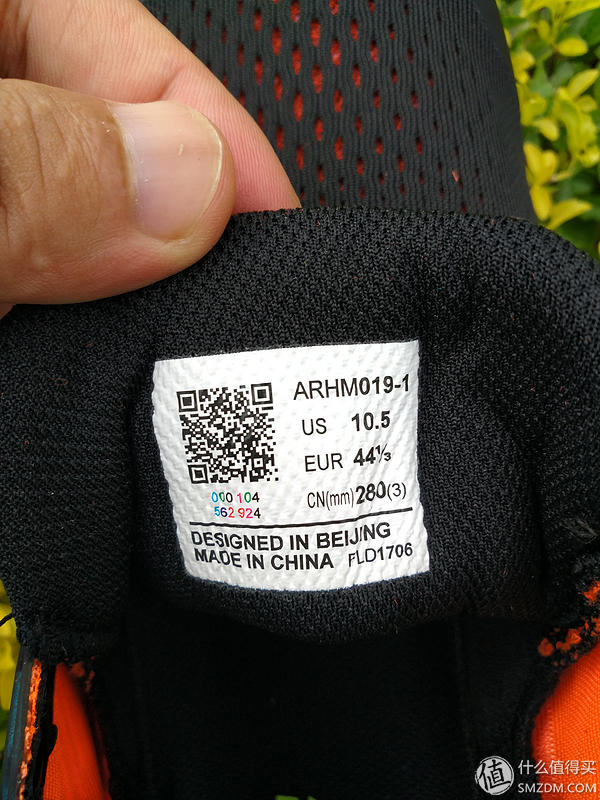 ARHM019-1
US 10.5
EUR 44⅓
CN(mm)280(3)
000 104
562 924
DESIGNED IN BEIJING
MADE IN CHINA FLD1706
值 什么值得买
SMZDM.COM